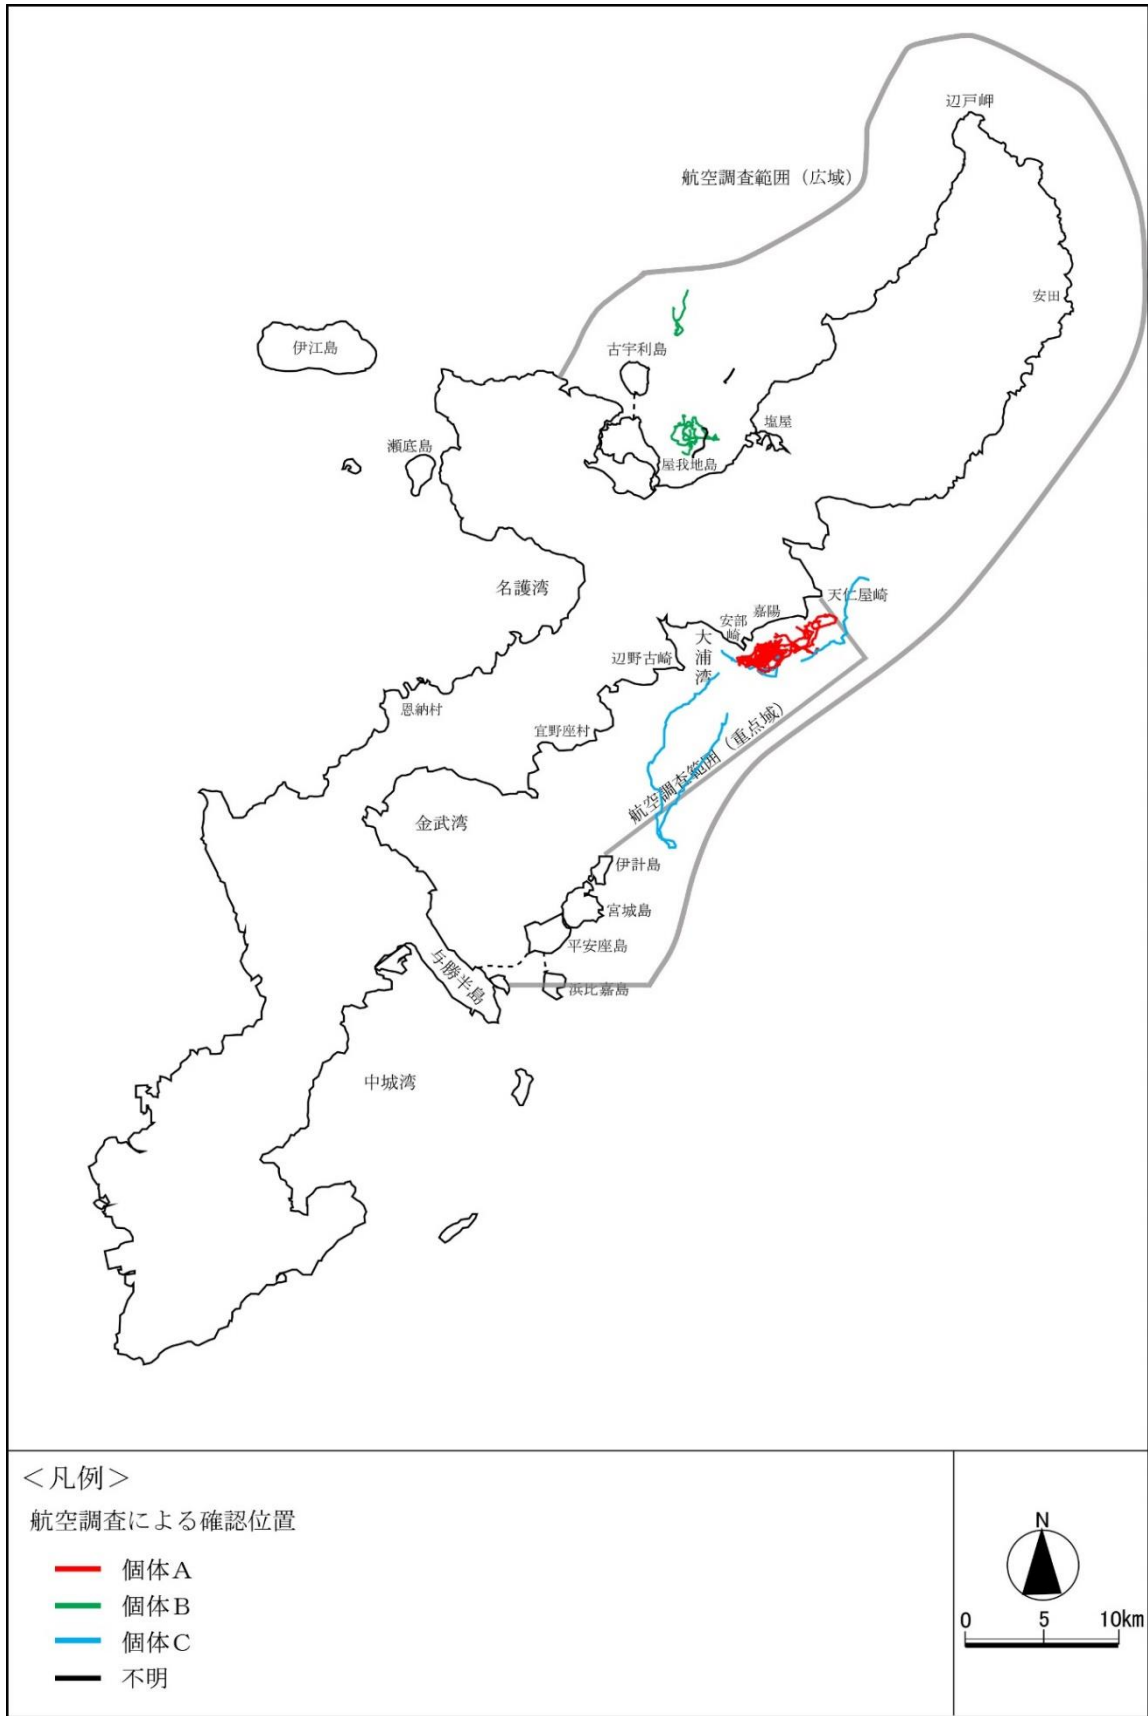 辺戸岬
航空調査範囲（広域）
安田
伊江島
古宇利島
塩屋
瀬底島
屋我地島
名護湾
天仁屋崎
嘉陽
安部
崎
大浦湾
辺野古崎
恩納村
宜野座村
航空調査範囲（重点域）
金武湾
伊計島
宮城島
平安座島
与勝半島
浜比嘉島
中城湾
＜凡例＞
航空調査による確認位置
個体A
個体B
個体C
不明
N
0 5 10km